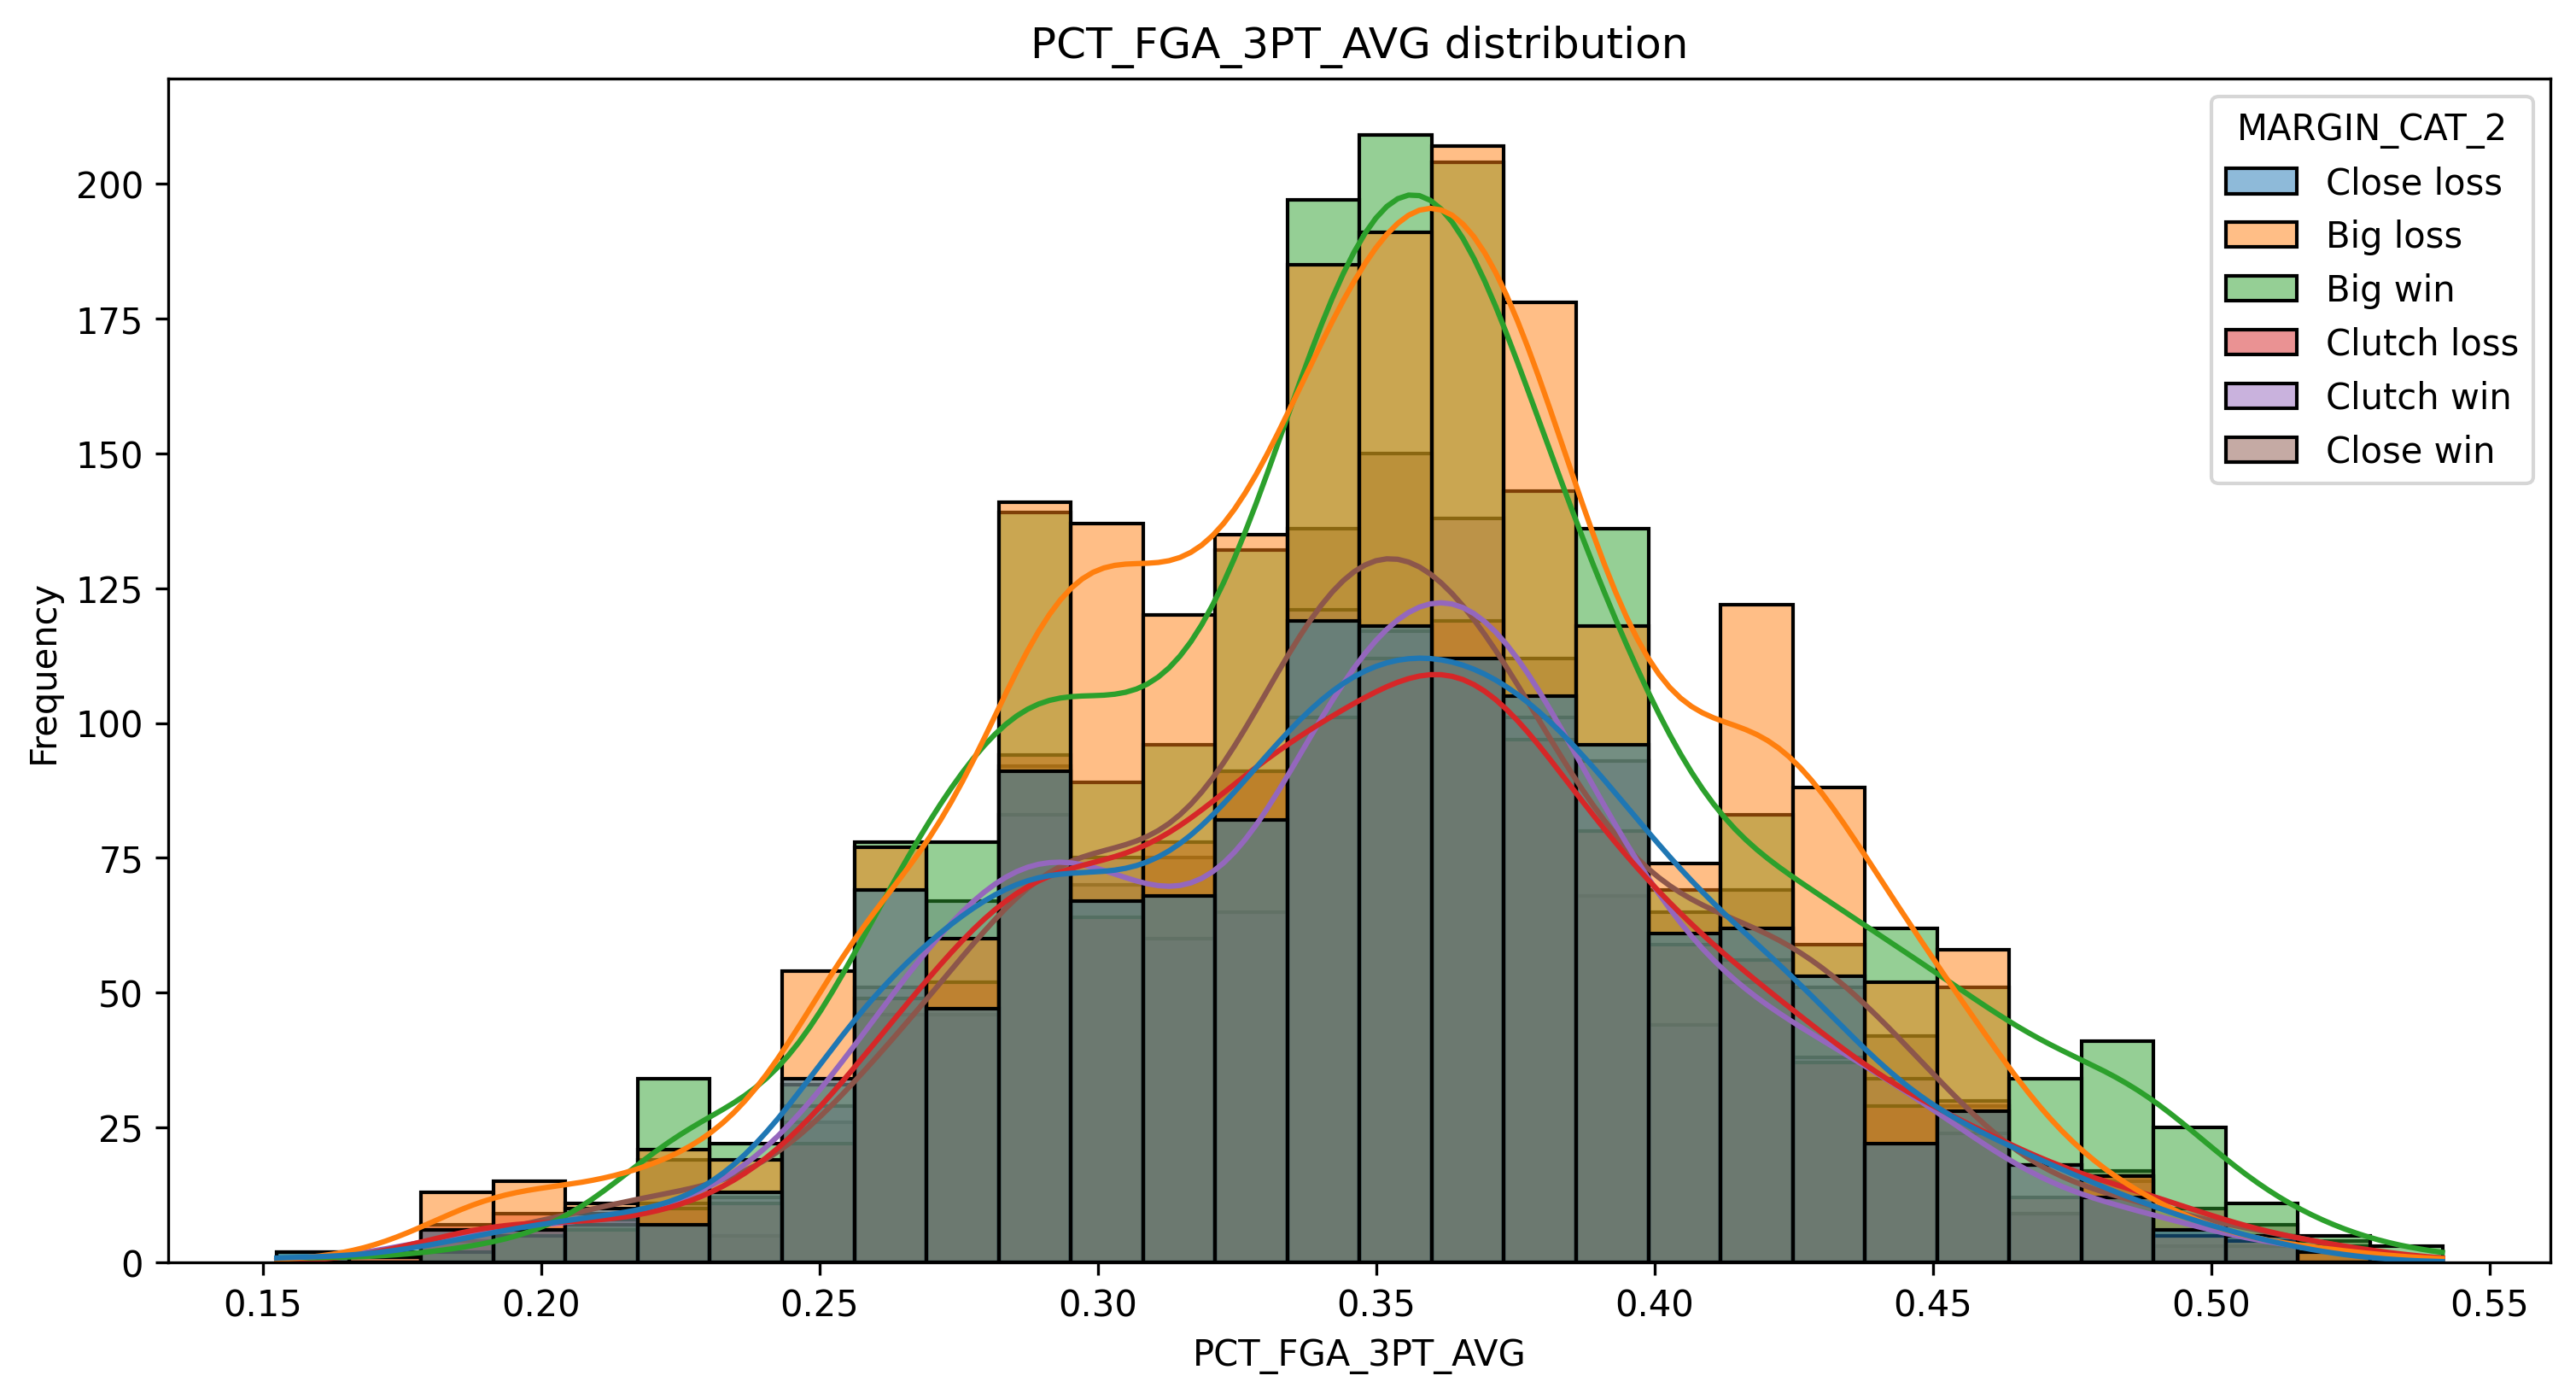 PCT_FGA_3PT_AVG distribution
MARGIN_CAT_2
Close loss
Big loss
Big win
Clutch loss
Clutch win
Close win
Frequency
200
175
150
125
100
75
50
25
0
0.15 0.20 0.25 0.30 0.35 0.40 0.45 0.50 0.55
PCT_FGA_3PT_AVG